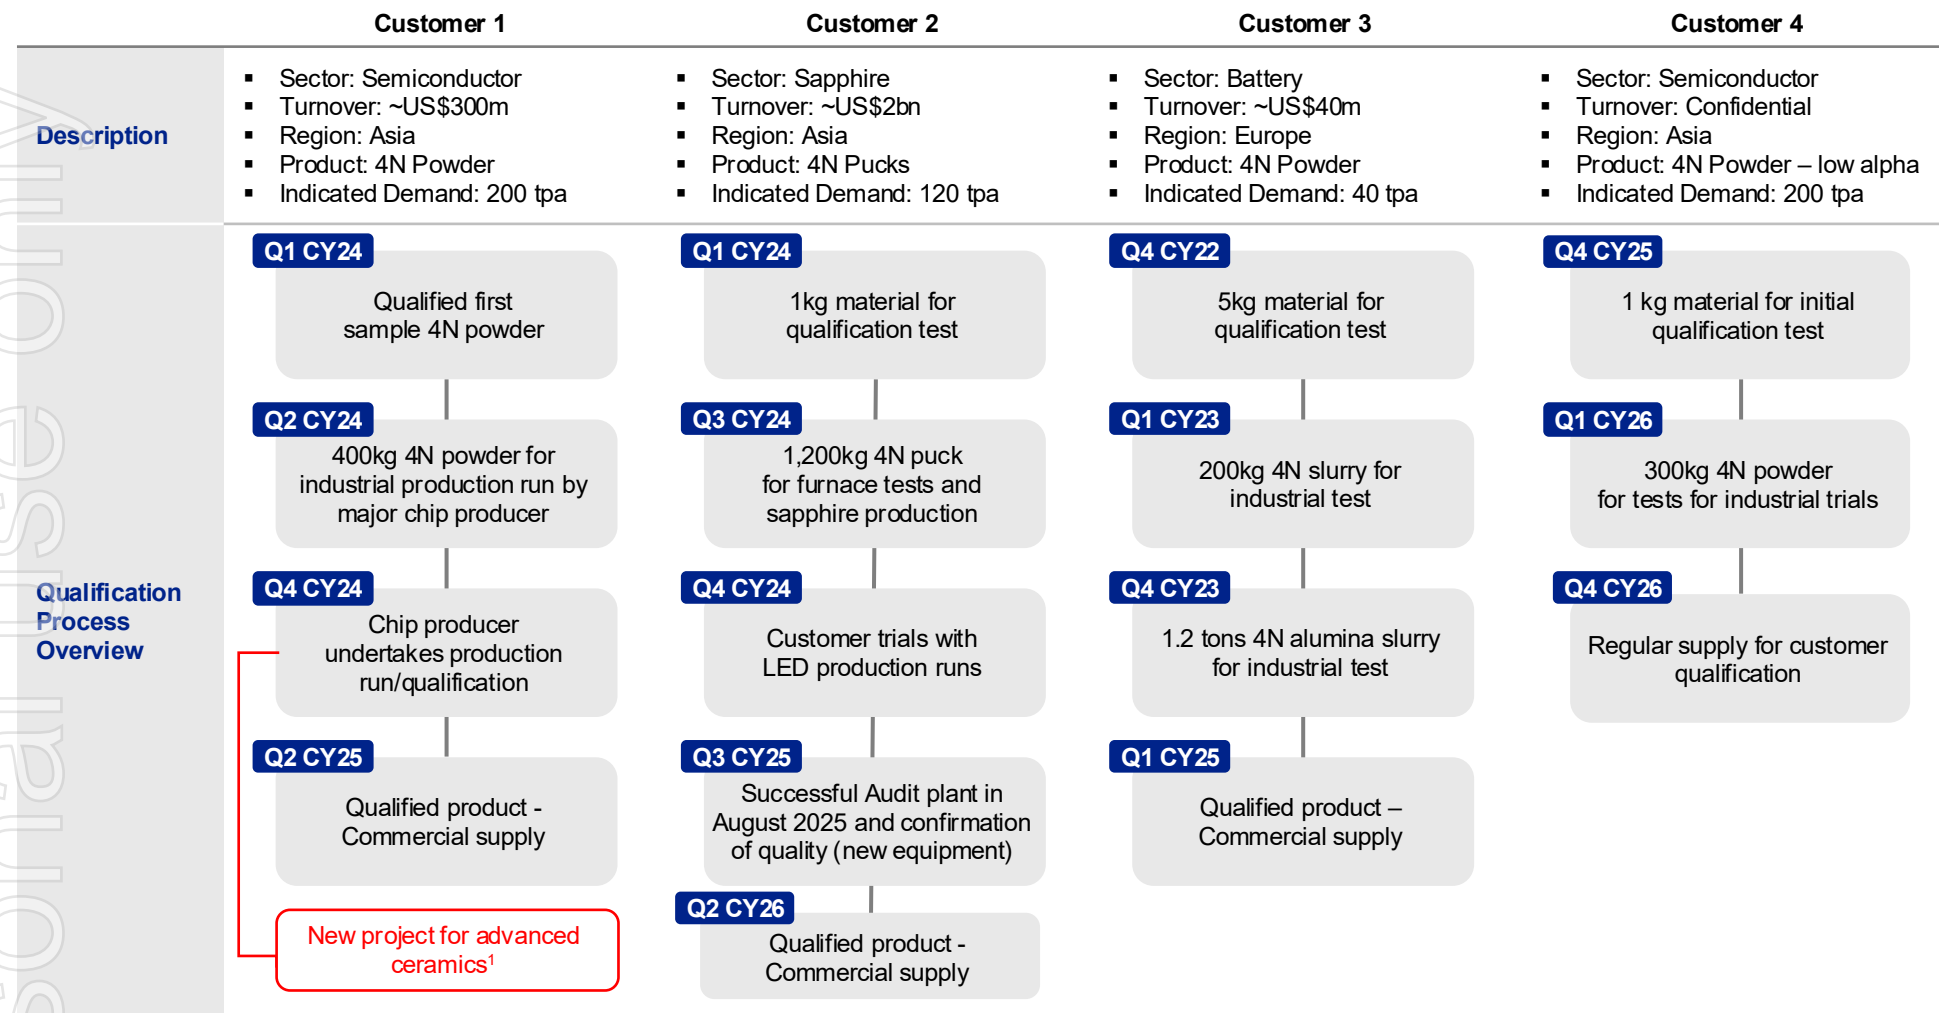 Customer 1
Customer 2
Customer 3
Customer 4
Description
▪ Sector: Semiconductor
▪ Turnover: ~US$300m
▪ Region: Asia
▪ Product: 4N Powder
▪ Indicated Demand: 200 tpa
▪ Sector: Sapphire
▪ Turnover: ~US$2bn
▪ Region: Asia
▪ Product: 4N Pucks
▪ Indicated Demand: 120 tpa
▪ Sector: Battery
▪ Turnover: ~US$40m
▪ Region: Europe
▪ Product: 4N Powder
▪ Indicated Demand: 40 tpa
▪ Sector: Semiconductor
▪ Turnover: Confidential
▪ Region: Asia
▪ Product: 4N Powder – low alpha
▪ Indicated Demand: 200 tpa
Qualification
Process
Overview
Q1 CY24
Qualified first
sample 4N powder
Q2 CY24
400kg 4N powder for
industrial production run by
major chip producer
Q4 CY24
Chip producer
undertakes production
run/qualification
Q2 CY25
Qualified product -
Commercial supply
New project for advanced
ceramics¹
Q1 CY24
1kg material for
qualification test
Q3 CY24
1,200kg 4N puck
for furnace tests and
sapphire production
Q4 CY24
Customer trials with
LED production runs
Q3 CY25
Successful Audit plant in
August 2025 and confirmation
of quality (new equipment)
Q2 CY26
Qualified product -
Commercial supply
Q4 CY22
5kg material for
qualification test
Q1 CY23
200kg 4N slurry for
industrial test
Q4 CY23
1.2 tons 4N alumina slurry
for industrial test
Q1 CY25
Qualified product –
Commercial supply
Q4 CY25
1 kg material for initial
qualification test
Q1 CY26
300kg 4N powder
for tests for industrial trials
Q4 CY26
Regular supply for customer
qualification
sonal use only